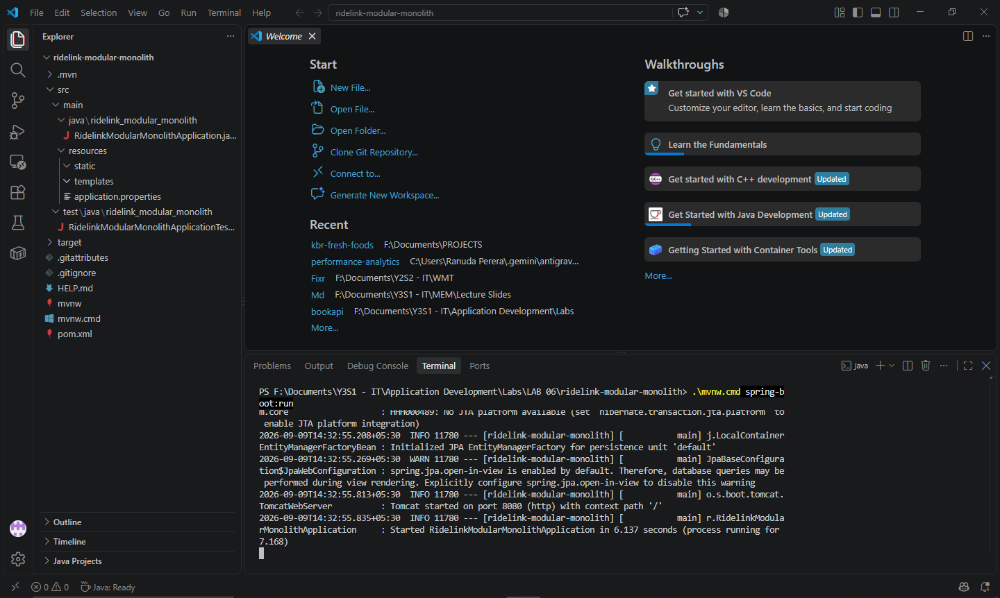 File Edit Selection View Go Run Terminal Help
ridelink-modular-monolith
Explorer
ridelink-modular-monolith
.mvn
src
main
java\ridelink_modular_monolith
RidelinkModularMonolithApplication.ja...
resources
static
templates
application.properties
test\java\ridelink_modular_monolith
RidelinkModularMonolithApplicationTes...
target
.gitattributes
.gitignore
HELP.md
mvnw
mvnw.cmd
pom.xml
Outline
Timeline
Java Projects
Welcome
Start
New File...
Open File...
Open Folder...
Clone Git Repository...
Connect to...
Generate New Workspace...
Recent
kbr-fresh-foods F:\Documents\PROJECTS
performance-analytics C:\Users\Ranuda Perera\.gemini\antigrav...
Fixr F:\Documents\Y2S2 - IT\WMT
Md F:\Documents\Y3S1 - IT\MEM\Lecture Slides
bookapi F:\Documents\Y3S1 - IT\Application Development\Labs
More...
Walkthroughs
Get started with VS Code
Customize your editor, learn the basics, and start coding
Learn the Fundamentals
Get started with C++ development Updated
Get Started with Java Development Updated
Getting Started with Container Tools Updated
More...
Problems Output Debug Console Terminal Ports
java
PS F:\Documents\Y3S1 - IT\Application Development\Labs\LAB 06\ridelink-modular-monolith> .\mvnw.cmd spring-b
oot:run
m.core : HHH000489: No JTA platform available (set 'hibernate.transaction.jta.platform' to
enable JTA platform integration)
2026-09-09T14:32:55.208+05:30 INFO 11780 --- [ridelink-modular-monolith] [ main] j.LocalContainer
EntityManagerFactoryBean : Initialized JPA EntityManagerFactory for persistence unit 'default'
2026-09-09T14:32:55.269+05:30 WARN 11780 --- [ridelink-modular-monolith] [ main] JpaBaseConfigura
tion$JpaWebConfiguration : spring.jpa.open-in-view is enabled by default. Therefore, database queries may be
performed during view rendering. Explicitly configure spring.jpa.open-in-view to disable this warning
2026-09-09T14:32:55.813+05:30 INFO 11780 --- [ridelink-modular-monolith] [ main] o.s.boot.tomcat.
TomcatWebServer : Tomcat started on port 8080 (http) with context path '/'
2026-09-09T14:32:55.835+05:30 INFO 11780 --- [ridelink-modular-monolith] [ main] r.RidelinkModula
rMonolithApplication : Started RidelinkModularMonolithApplication in 6.137 seconds (process running for
7.168)
0 0 Java: Ready